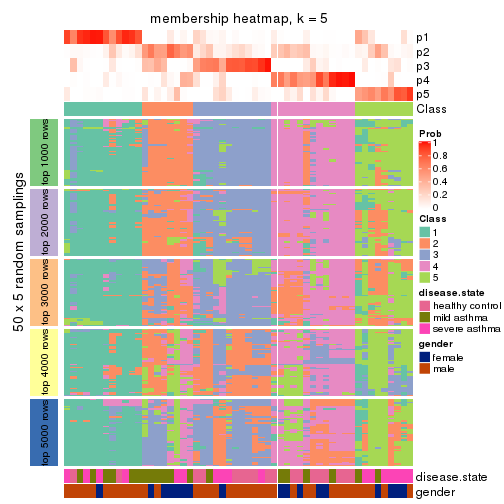 membership heatmap, k = 5
p1
p2
p3
p4
p5
Class
50 x 5 random samplings
top 1000 rows
top 2000 rows
top 3000 rows
top 4000 rows
top 5000 rows
disease.state
gender
Prob
1
0.8
0.6
0.4
0.2
0
Class
1
2
3
4
5
disease.state
healthy control
mild asthma
severe asthma
gender
female
male